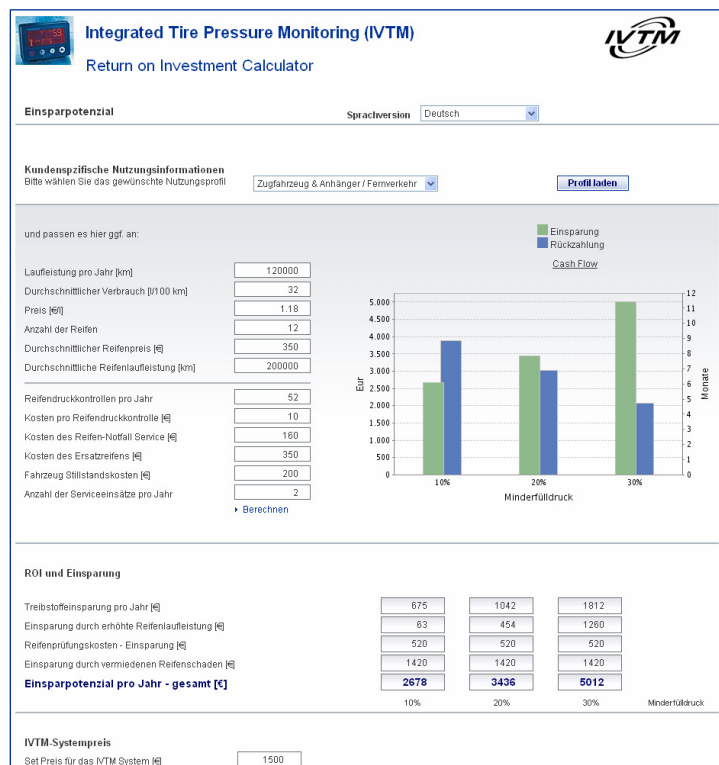 Integrated Tire Pressure Monitoring (IVTM)
IVTM
Return on Investment Calculator
Einsparpotenzial
Sprachversion Deutsch
Kundenspzifische Nutzungsinformationen
Bitte wählen Sie das gewünschte Nutzungsprofil
Zugfahrzeug & Anhänger / Fernverkehr
Profil laden
und passen es hier ggf. an:
Laufleistung pro Jahr [km] 120000
Durchschnittlicher Verbrauch [l/100 km] 32
Preis [€/l] 1.18
Anzahl der Reifen 12
Durchschnittlicher Reifenpreis [€] 350
Durchschnittliche Reifenlaufleistung [km] 200000
Reifendruckkontrollen pro Jahr 52
Kosten pro Reifendruckkontrolle [€] 10
Kosten des Reifen-Notfall Service [€] 160
Kosten des Ersatzreifens [€] 350
Fahrzeug Stillstandskosten [€] 200
Anzahl der Serviceeinsätze pro Jahr 2
Berechnen
Einsparung
Rückzahlung
Cash Flow
5.000
4.500
4.000
3.500
3.000
2.500
2.000
1.500
1.000
500
0
Eur
12
11
10
9
8
7
6
5
4
3
2
1
0
Monate
10% 20% 30%
Minderfülldruck
ROI und Einsparung
Treibstoffeinsparung pro Jahr [€] 675 1042 1812
Einsparung durch erhöhte Reifenlaufleistung [€] 63 454 1260
Reifenprüfungskosten - Einsparung [€] 520 520 520
Einsparung durch vermiedenen Reifenschaden [€] 1420 1420 1420
Einsparpotenzial pro Jahr - gesamt [€] 2678 3436 5012
10% 20% 30% Minderfülldruck
IVTM-Systempreis
Set Preis für das IVTM System [€] 1500